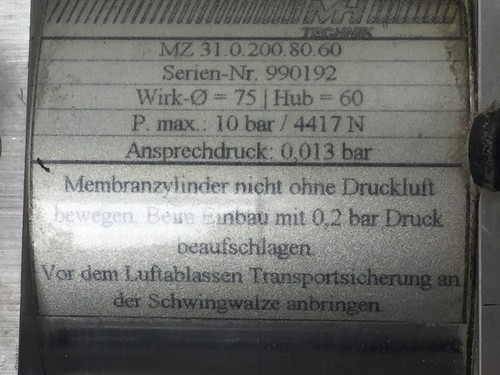 MH
TECHNIK
MZ 31.0.200.80.60
Serien-Nr. 990192
Wirk-Ø = 75 | Hub = 60
P. max.: 10 bar / 4417 N
Ansprechdruck: 0,013 bar
Membranzylinder nicht ohne Druckluft
bewegen. Beim Einbau mit 0,2 bar Druck
beaufschlagen.
Vor dem Luftablassen Transportsicherung an
der Schwingwalze anbringen